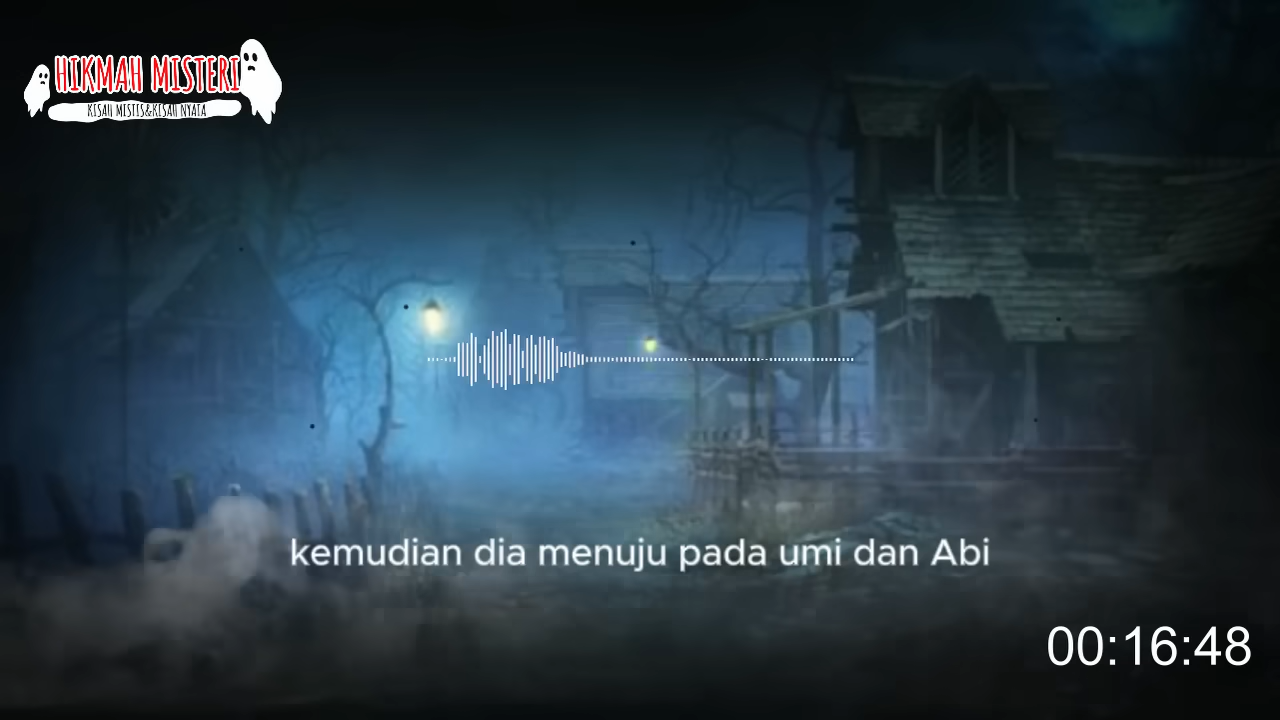 HIKMAH MISTERI
KISAH MISTIS&KISAH NYATA
kemudian dia menuju pada umi dan Abi
00:16:48